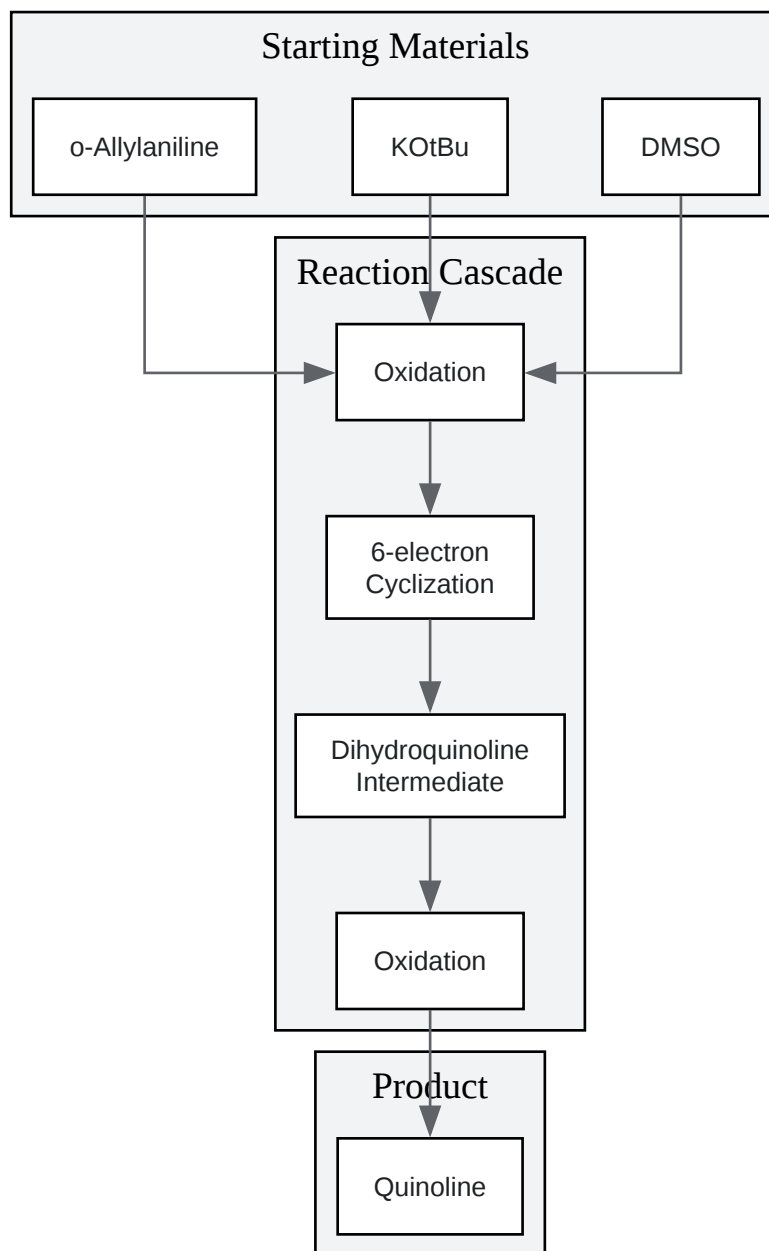 Starting Materials
o-Allylaniline
KOtBu
DMSO
Reaction Cascade
Oxidation
6-electron
Cyclization
Dihydroquinoline
Intermediate
Oxidation
Product
Quinoline